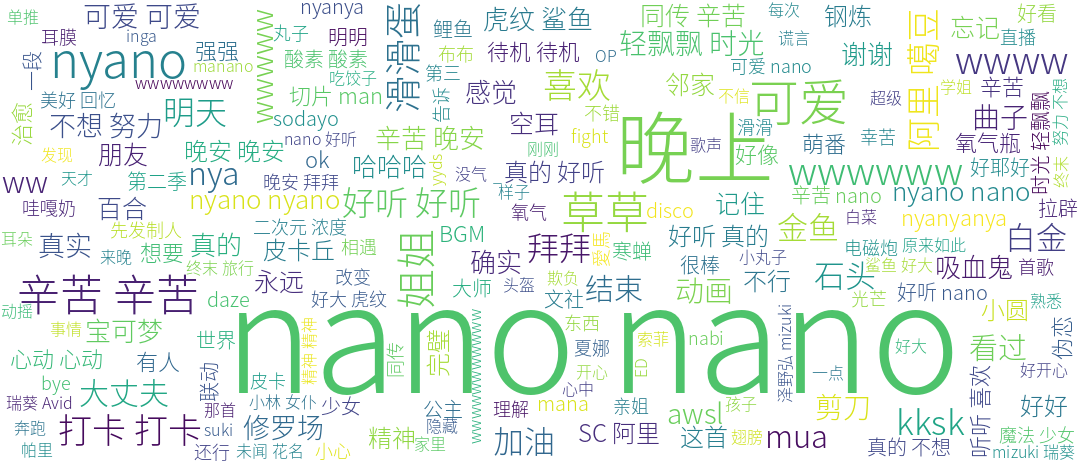 单推
可爱 可爱
nyanya
虎纹 鲨鱼
同传 辛苦
每次
钢炼
忘记
好看
耳膜
inga
wwwwwwww
滑滑蛋
丸子
明明
鲤鱼
轻飘飘 时光
谎言
直播
一段
nyano
强强
酸素 酸素
布布
待机 待机
OP
谢谢
阿里 噶豆
wwww
manano
吃饺子
第三
可爱 nano
wwwwwwww
切片 man
告诉
感觉
喜欢
邻家
可爱
超级
学姐
辛苦
美好 回忆
治愈
不想 努力
明天
sodayo
辛苦 晚安
空耳
不错
不信
曲子
轻飘飘
努力 不想
nano 好听
yyds
fight
晚上
歌声
滑滑
萌番
幸苦
氧气瓶
发现
朋友
晚安 晚安
ok
哈哈哈
刚刚
好像
时光
终末
ww
天才
第二季
nya
晚安 拜拜
没气
真的 好听
wwwwww
好耶好
样子
辛苦 nano
nyano nano
哇嘎奶
百合
nyano nyano
好听 好听
氧气
草草
disco
记住
白菜
nyanyanya
拉辟
先发制人
二次元 浓度
姐姐
BGM
拜拜
爱馬
寒蝉
好听 真的
金鱼
白金
耳朵
真实
想要
真的
皮卡丘
相遇
确实
小丸子
电磁炮
原来如此
来晚
终末 旅行
永远
改变
头盔
欺负
很棒
不行
石头
鲨鱼 好大
吸血鬼
首歌
辛苦 辛苦
daze
好大 虎纹
大师
文社
结束
动画
光芒
好听 nano
熟悉
动摇
nano nano
小圆
事情
宝可梦
世界
精神 精神
同传
完璧
wwwwwwwwww
东西
索菲
nabi
伪恋
好大
看过
心动 心动
有人
夏娜
ED
泽野弘
mizuki
好开心
bye
大丈夫
联动
皮卡
开心
一点
喜欢
瑞葵 Avid
小林 女仆
少女
公主
心中
孩子
剪刀
那首
隐藏
理解
mana
亲姐
awsl
翅膀
kksk
好好
听听
魔法 少女
奔跑
打卡 打卡
suki
修罗场
精神
加油
SC 阿里
这首
mua
mizuki 瑞葵
帕里
还行
未闻 花名
小心
家里
真的 不想